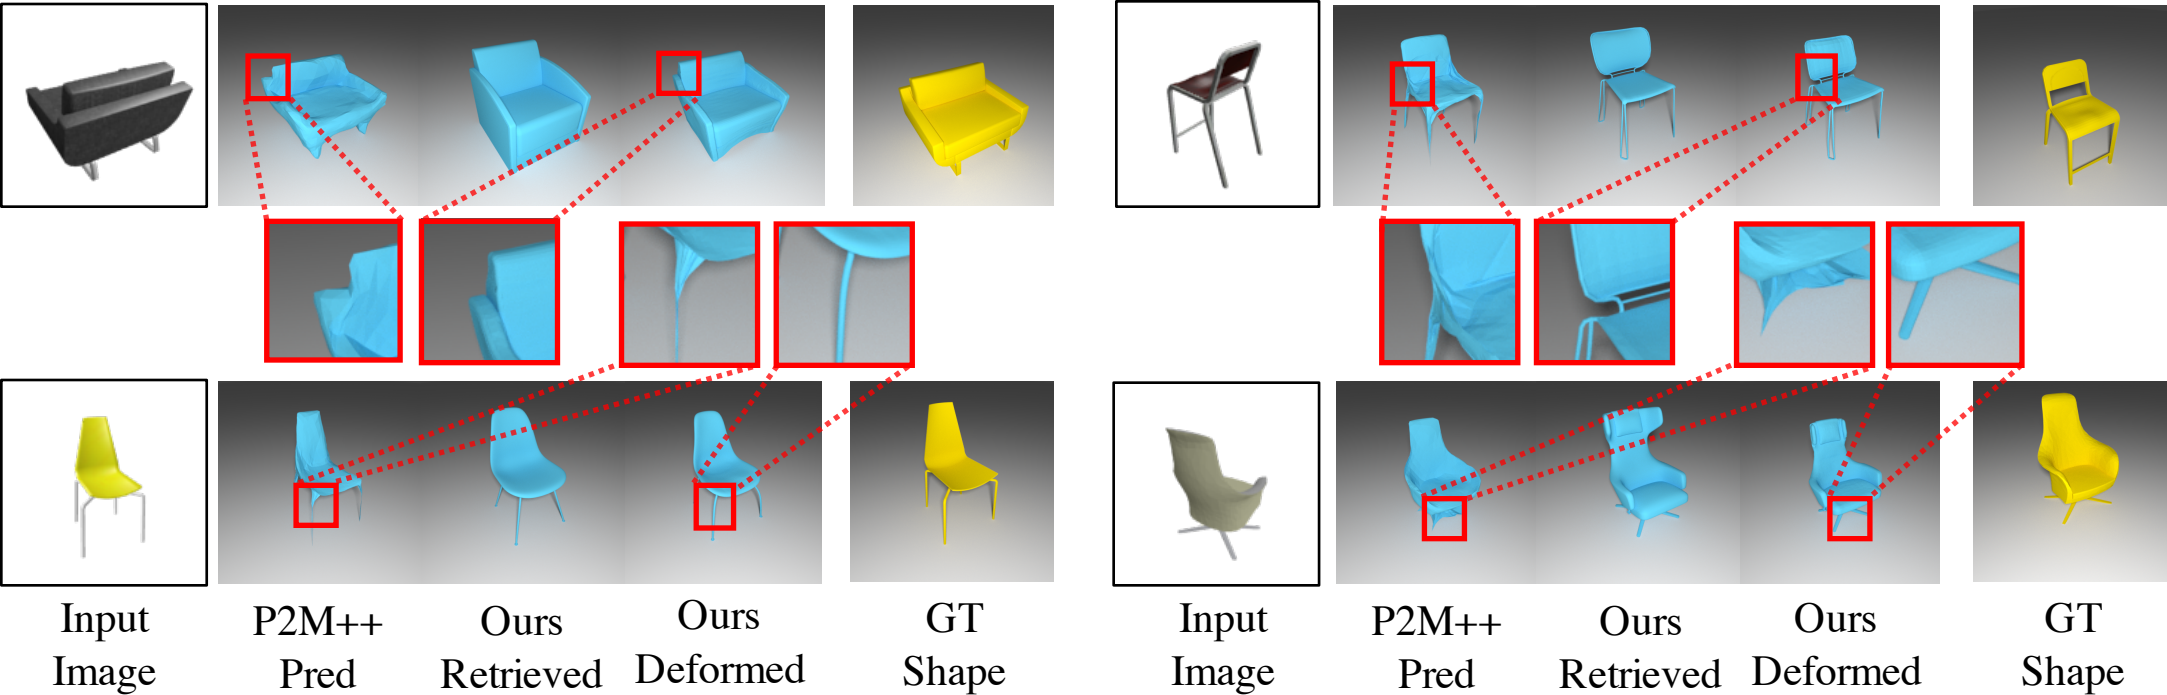 Input Image
P2M++ Pred
Ours Retrieved
Ours Deformed
GT Shape
Input Image
P2M++ Pred
Ours Retrieved
Ours Deformed
GT Shape